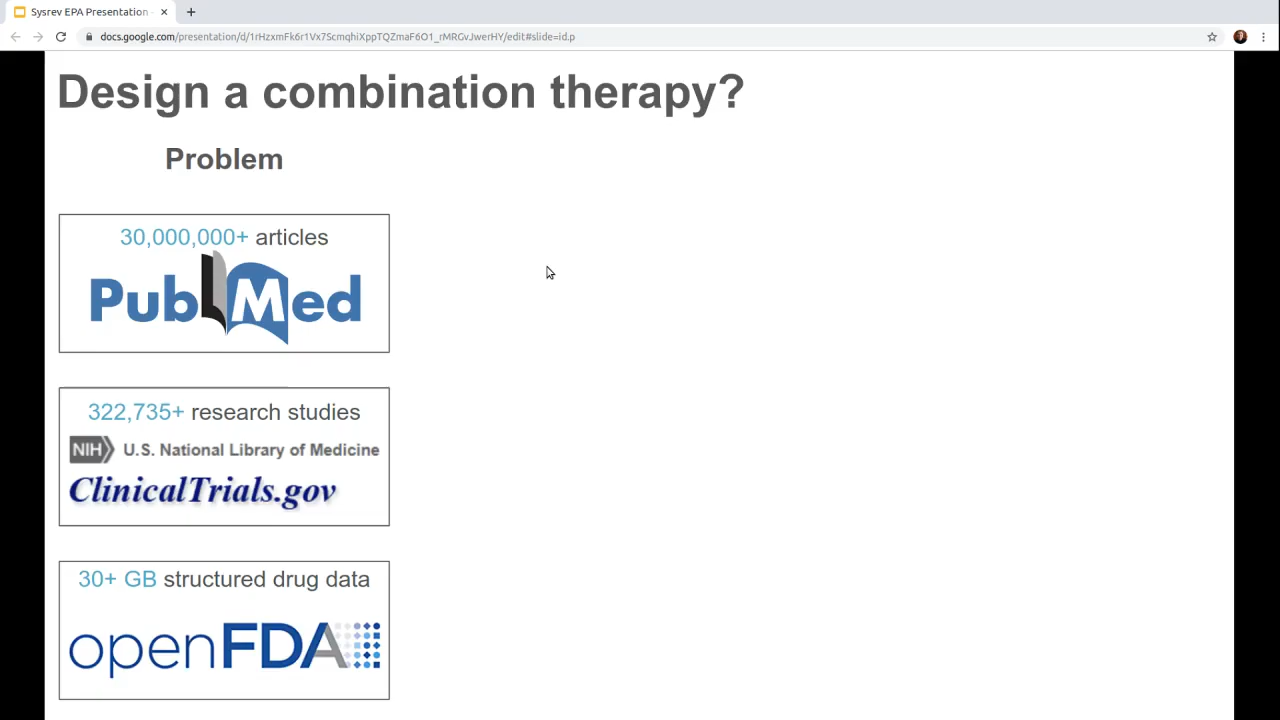 Sysrev EPA Presentation -
docs.google.com/presentation/d/1rHzxmFk6r1Vx7ScmqhiXppTQZmaF6O1_rMRGvJwerHY/edit#slide=id.p
Design a combination therapy?
Problem
30,000,000+ articles
PubMed
322,735+ research studies
NIH U.S. National Library of Medicine
ClinicalTrials.gov
30+ GB structured drug data
openFDA